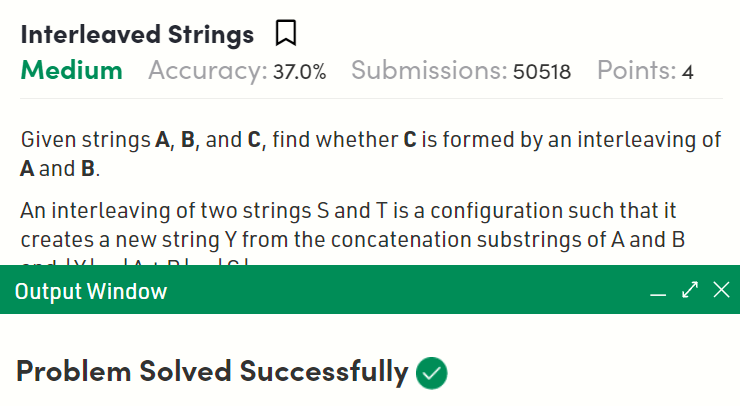 Interleaved Strings
Medium Accuracy: 37.0% Submissions: 50518 Points: 4
Given strings A, B, and C, find whether C is formed by an interleaving of
A and B.
An interleaving of two strings S and T is a configuration such that it
creates a new string Y from the concatenation substrings of A and B
Output Window
Problem Solved Successfully